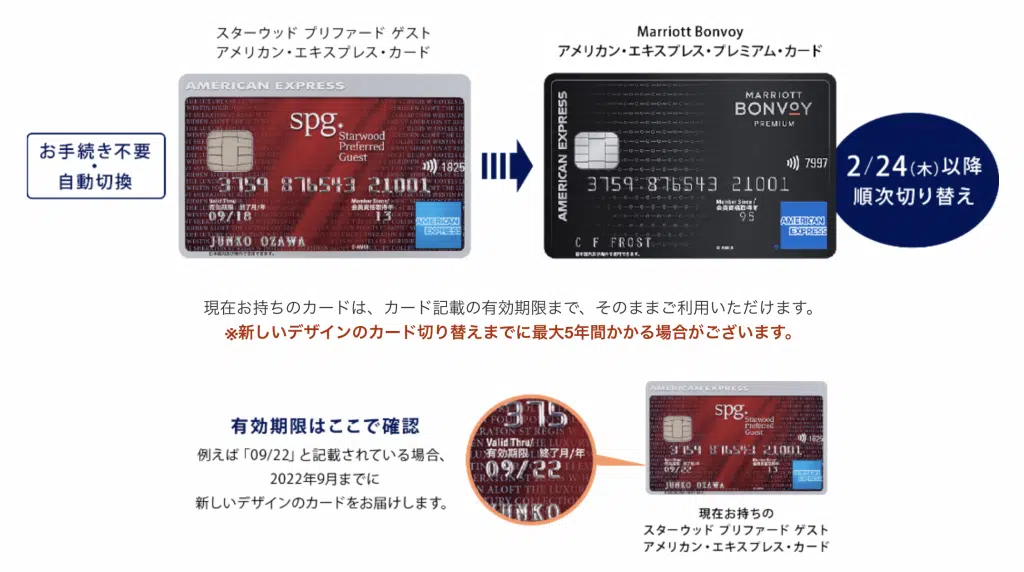 スターウッド プリファード ゲスト
アメリカン・エキスプレス・カード
Marriott Bonvoy
アメリカン・エキスプレス・プレミアム・カード
お手続き不要
・
自動切換
AMERICAN EXPRESS
spg.
Starwood
Preferred
Guest
1825
3759 876543 21001
Valid Thru/
有効期限 終了月/年
Member Since/
会員資格取得年
09/18
13
JUNKO OZAWA
AMERICAN
EXPRESS
AMERICAN EXPRESS
MARRIOTT
BONVOY
PREMIUM
7997
3759 876543 21001
Member Since/
会員資格取得年
95
C F FROST
AMERICAN
EXPRESS
2/24(木)以降
順次切り替え
現在お持ちのカードは、カード記載の有効期限まで、そのままご利用いただけます。
※新しいデザインのカード切り替えまでに最大5年間かかる場合がございます。
有効期限はここで確認
例えば「09/22」と記載されている場合、
2022年9月までに
新しいデザインのカードをお届けします。
375
Valid Thru/
有効期限 終了月/年
09/22
JUNKO
AMERICAN EXPRESS
spg.
Starwood
Preferred
Guest
1825
3759 876543 21001
09/22
13
JUNKO OZAWA
現在お持ちの
スターウッド プリファード ゲスト
アメリカン・エキスプレス・カード